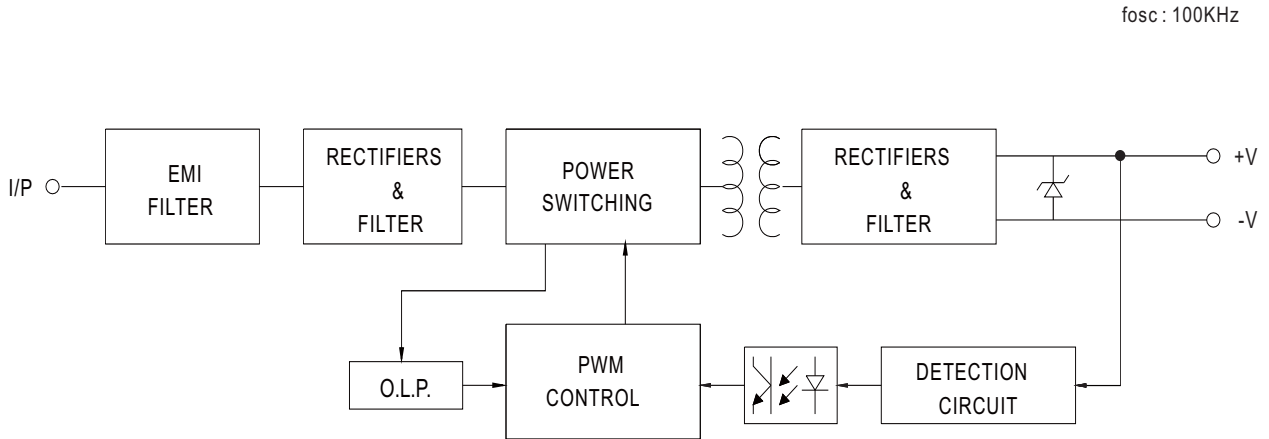 fosc : 100KHz
I/P
EMI
FILTER
RECTIFIERS
&
FILTER
POWER
SWITCHING
RECTIFIERS
&
FILTER
+V
-V
O.L.P.
PWM
CONTROL
DETECTION
CIRCUIT